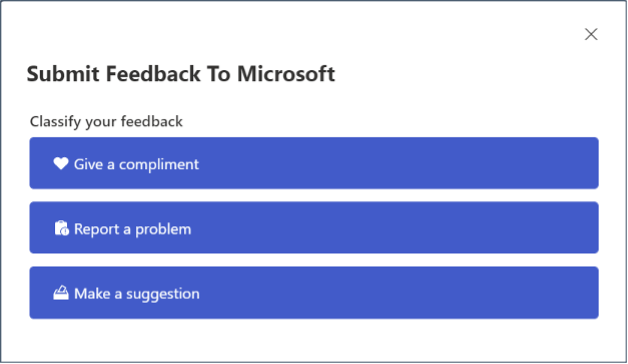 Submit Feedback To Microsoft
Classify your feedback
Give a compliment
Report a problem
Make a suggestion